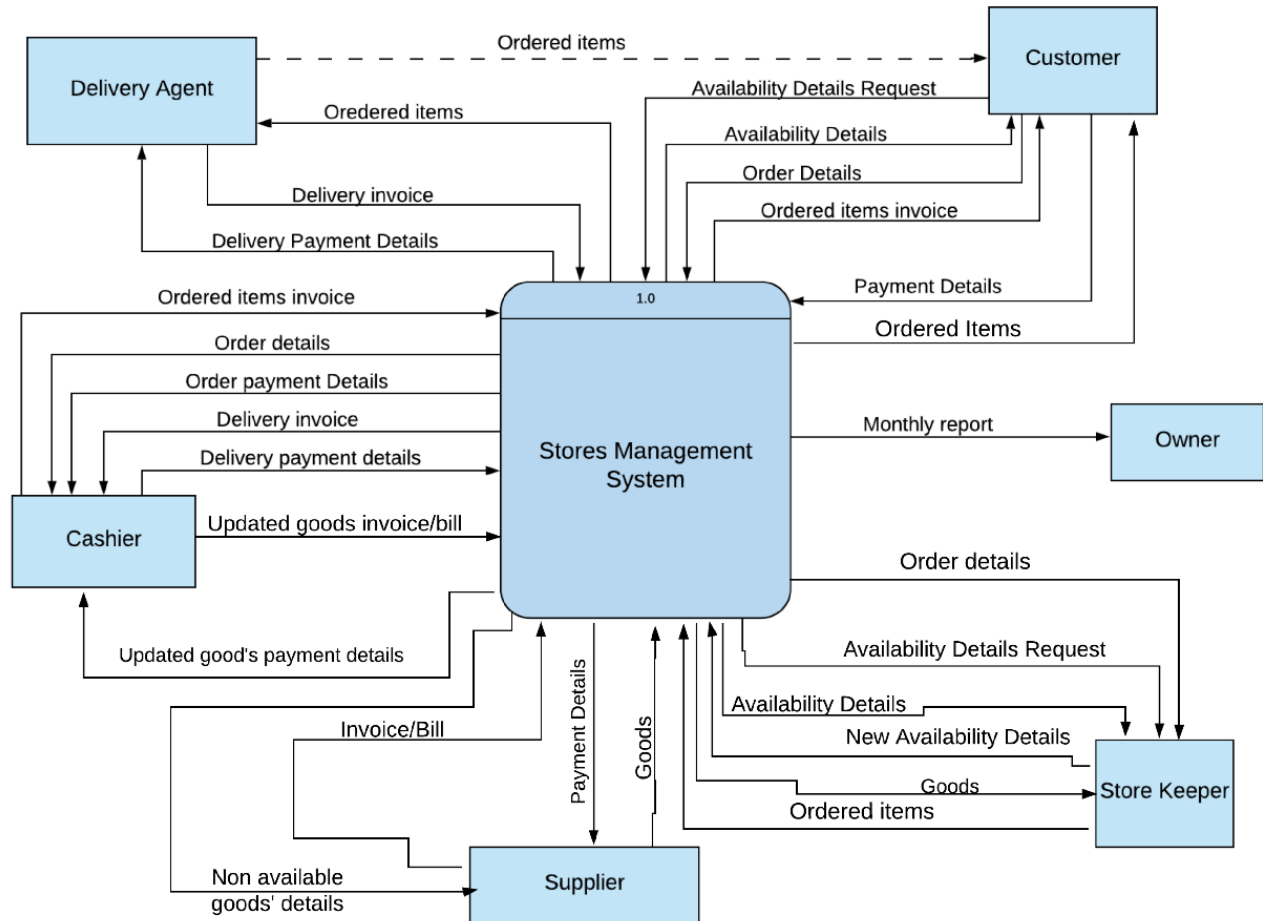 Ordered items
Customer
Delivery Agent
Availability Details Request
Oredered items
Availability Details
Order Details
Delivery invoice
Ordered items invoice
Delivery Payment Details
Payment Details
Ordered items invoice
1.0
Ordered Items
Order details
Order payment Details
Delivery invoice
Monthly report
Owner
Stores Management
System
Delivery payment details
Updated goods invoice/bill
Cashier
Order details
Updated good's payment details
Availability Details Request
Availability Details
Invoice/Bill
Payment Details
Goods
New Availability Details
Goods
Store Keeper
Ordered items
Non available
goods' details
Supplier